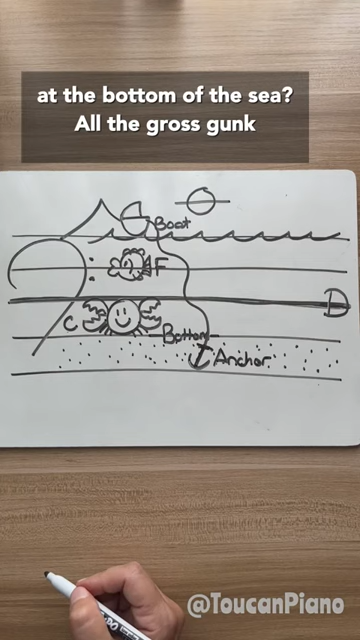 at the bottom of the sea?
All the gross gunk
Boat
F
D
C
Bottom
Anchor
@ToucanPiano